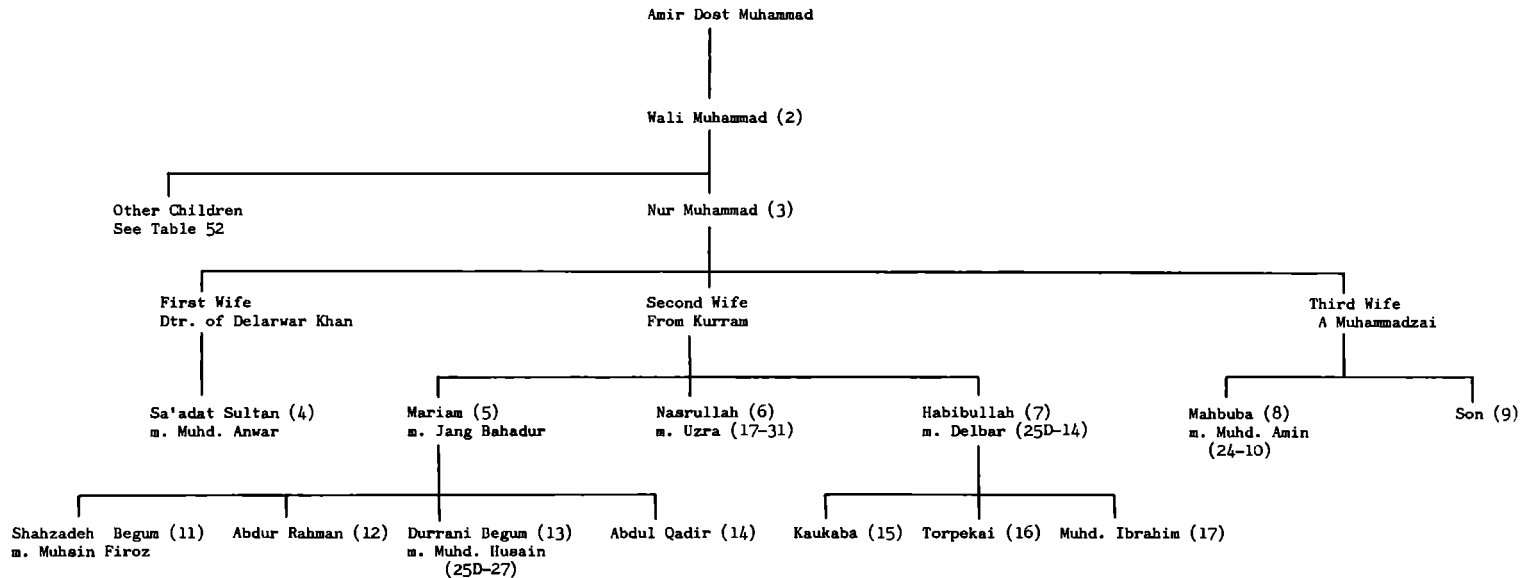 Amir Dost Muhammad
Wali Muhammad (2)
Other Children
See Table 52
Nur Muhammad (3)
First Wife
Dtr. of Delarwar Khan
Second Wife
From Kurram
Third Wife
A Muhammadzai
Sa'adat Sultan (4)
m. Muhd. Anwar
Mariam (5)
m. Jang Bahadur
Nasrullah (6)
m. Uzra (17-31)
Habibullah (7)
m. Delbar (25D-14)
Mahbuba (8)
m. Muhd. Amin
(24-10)
Son (9)
Shahzadeh Begum (11)
m. Muhsin Firoz
Abdur Rahman (12)
Durrani Begum (13)
m. Muhd. Husain
(25D-27)
Abdul Qadir (14)
Kaukaba (15)
Torpekai (16)
Muhd. Ibrahim (17)